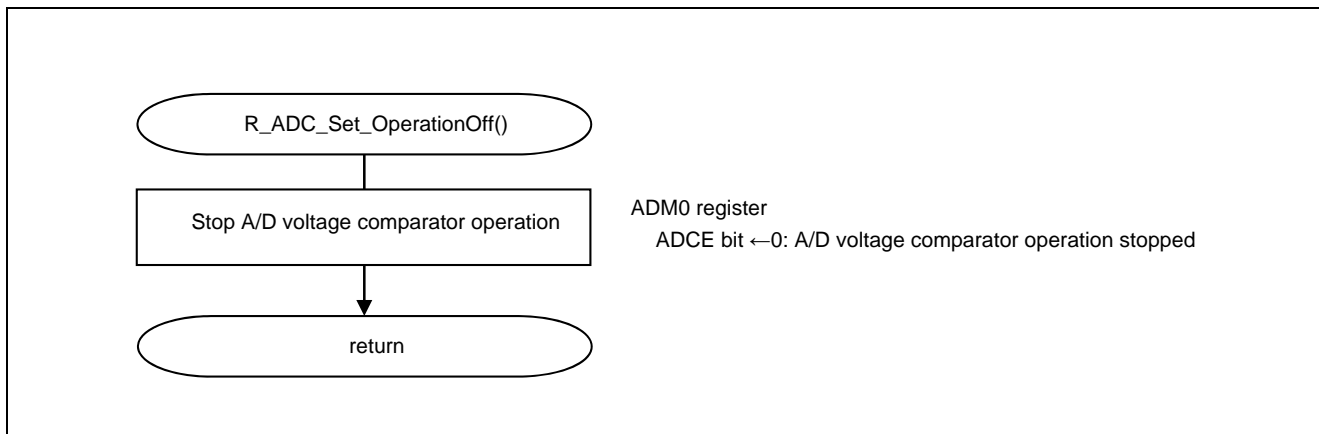 R_ADC_Set_OperationOff()
Stop A/D voltage comparator operation
ADM0 register
ADCE bit ←0: A/D voltage comparator operation stopped
return